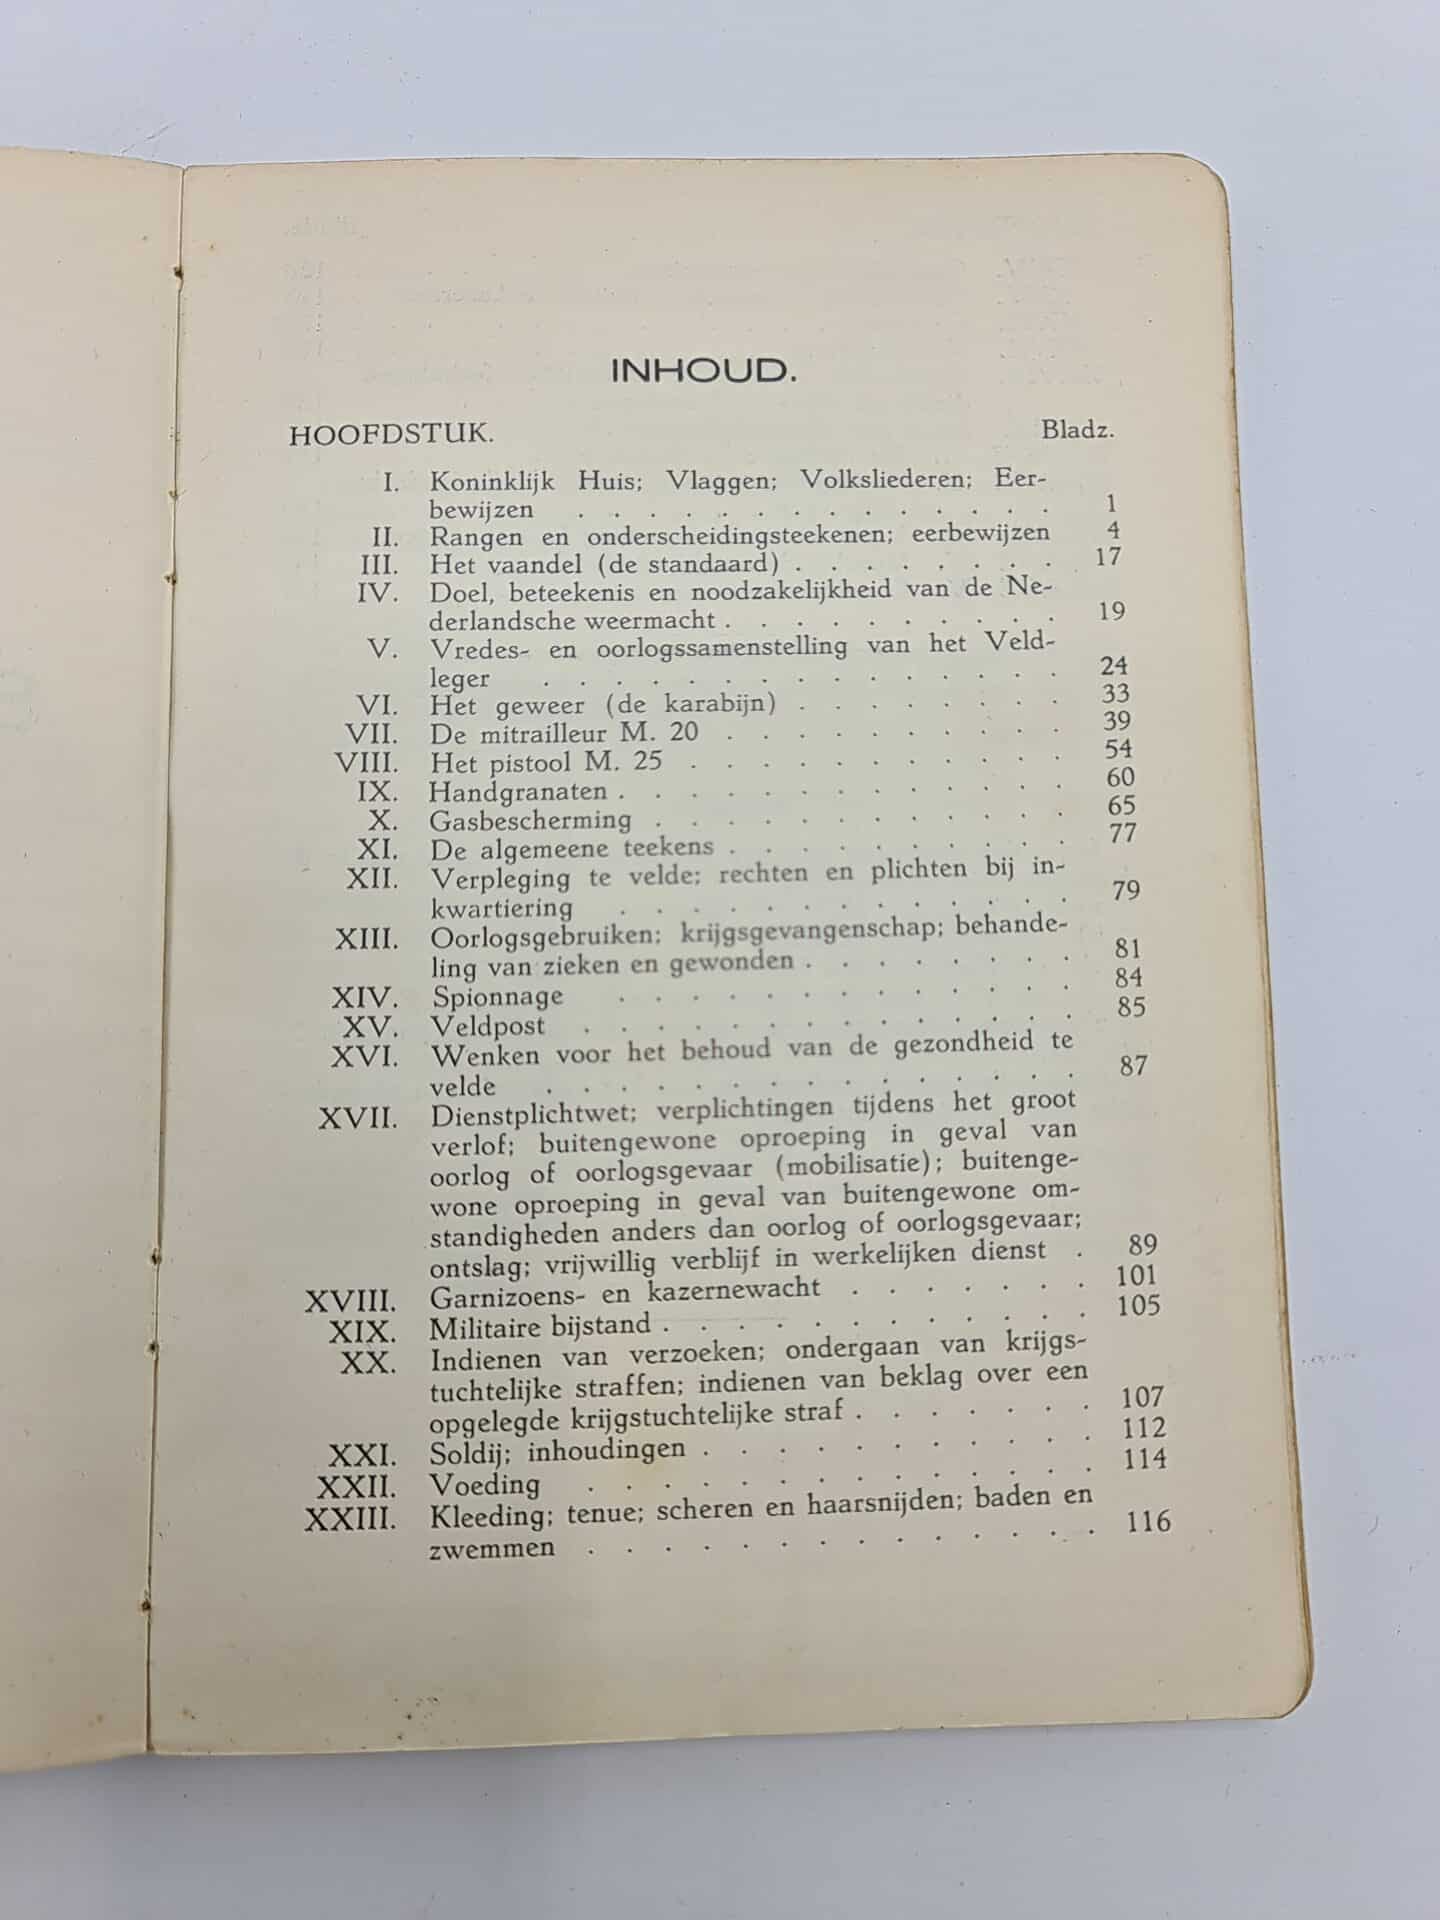 INHOUD.
HOOFDSTUK. Bladz.
I. Koninklijk Huis; Vlaggen; Volksliederen; Eer-
bewijzen . . . . . . . . . . . . . . 1
II. Rangen en onderscheidingsteekenen; eerbewijzen 4
III. Het vaandel (de standaard) . . . . . . . . 17
IV. Doel, beteekenis en noodzakelijkheid van de Ne-
derlandsche weermacht . . . . . . . . . . 19
V. Vredes- en oorlogssamenstelling van het Veld-
leger . . . . . . . . . . . . . . . 24
VI. Het geweer (de karabijn) . . . . . . . . 33
VII. De mitrailleur M. 20 . . . . . . . . . . 39
VIII. Het pistool M. 25 . . . . . . . . . . . 54
IX. Handgranaten . . . . . . . . . . . . . 60
X. Gasbescherming . . . . . . . . . . . . 65
XI. De algemeene teekens . . . . . . . . . . 77
XII. Verpleging te velde; rechten en plichten bij in-
kwartiering . . . . . . . . . . . . . 79
XIII. Oorlogsgebruiken; krijgsgevangenschap; behande-
ling van zieken en gewonden . . . . . . . . 81
XIV. Spionnage . . . . . . . . . . . . . 84
XV. Veldpost . . . . . . . . . . . . . . 85
XVI. Wenken voor het behoud van de gezondheid te
velde . . . . . . . . . . . . . . . 87
XVII. Dienstplichtwet; verplichtingen tijdens het groot
verlof; buitengewone oproeping in geval van
oorlog of oorlogsgevaar (mobilisatie); buitenge-
wone oproeping in geval van buitengewone om-
standigheden anders dan oorlog of oorlogsgevaar;
ontslag; vrijwillig verblijf in werkelijken dienst . 89
XVIII. Garnizoens- en kazernewacht . . . . . . . 101
XIX. Militaire bijstand . . . . . . . . . . . . 105
XX. Indienen van verzoeken; ondergaan van krijgs-
tuchtelijke straffen; indienen van beklag over een
opgelegde krijgstuchtelijke straf . . . . . . . 107
XXI. Soldij; inhoudingen . . . . . . . . . . . 112
XXII. Voeding . . . . . . . . . . . . . . 114
XXIII. Kleeding; tenue; scheren en haarsnijden; baden en
zwemmen . . . . . . . . . . . . . . 116